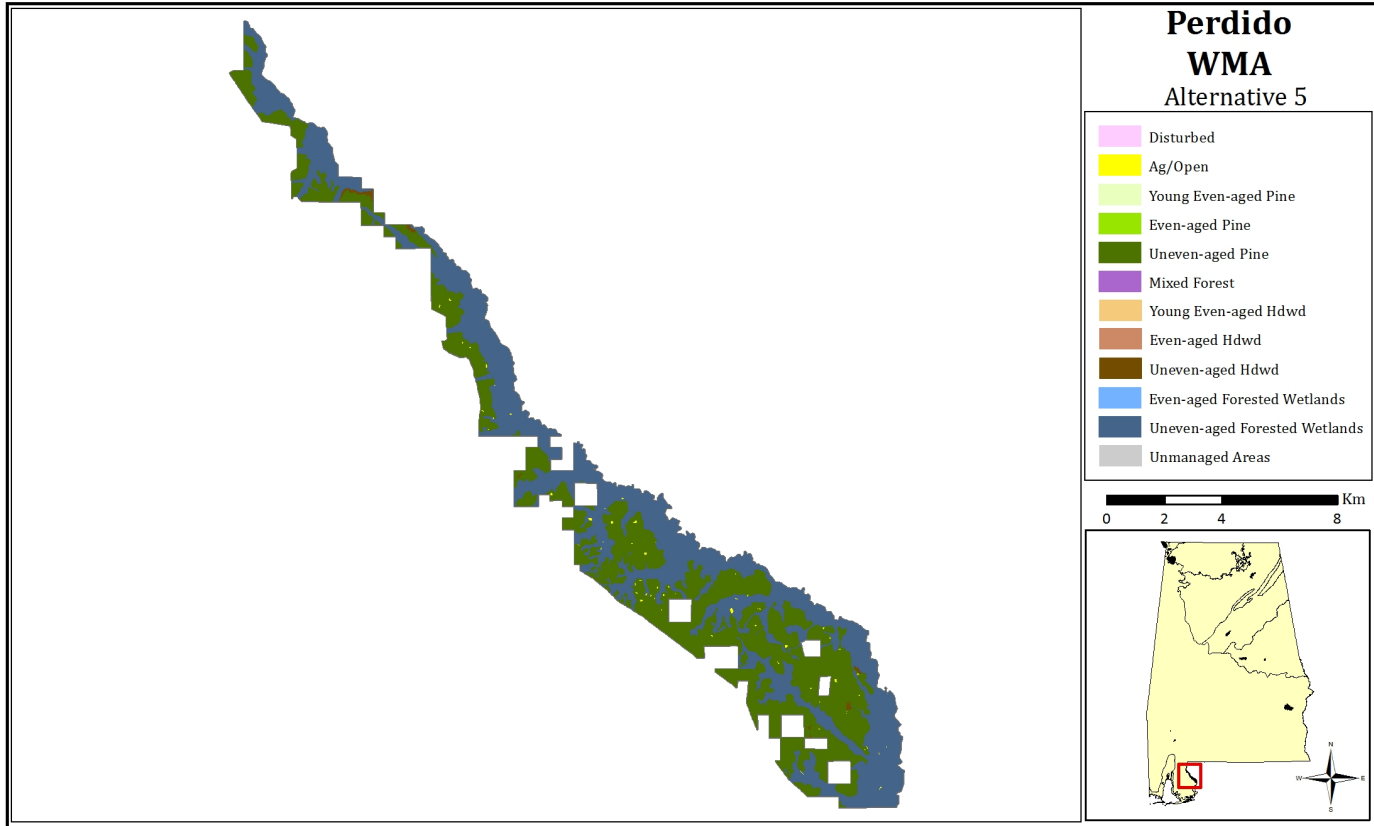 Perdido
WMA
Alternative 5
Disturbed
Ag/Open
Young Even-aged Pine
Even-aged Pine
Uneven-aged Pine
Mixed Forest
Young Even-aged Hdwd
Even-aged Hdwd
Uneven-aged Hdwd
Even-aged Forested Wetlands
Uneven-aged Forested Wetlands
Unmanaged Areas
Km
0 2 4 8
N
W E
S